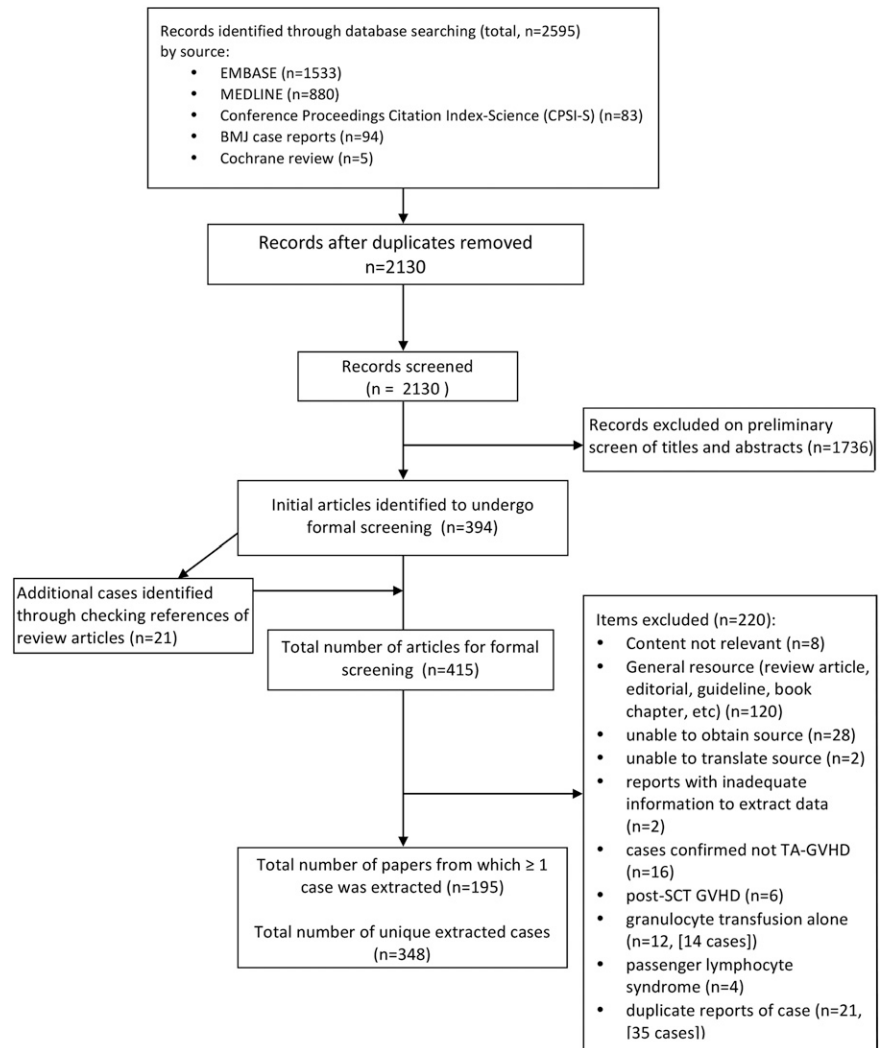 Records identified through database searching (total, n=2595)
by source:
• EMBASE (n=1533)
• MEDLINE (n=880)
• Conference Proceedings Citation Index-Science (CPSI-S) (n=83)
• BMJ case reports (n=94)
• Cochrane review (n=5)
Records after duplicates removed
n=2130
Records screened
(n = 2130 )
Records excluded on preliminary
screen of titles and abstracts (n=1736)
Initial articles identified to undergo
formal screening (n=394)
Additional cases identified
through checking references of
review articles (n=21)
Total number of articles for formal
screening (n=415)
Items excluded (n=220):
• Content not relevant (n=8)
• General resource (review article,
editorial, guideline, book
chapter, etc) (n=120)
• unable to obtain source (n=28)
• unable to translate source (n=2)
• reports with inadequate
information to extract data
(n=2)
• cases confirmed not TA-GVHD
(n=16)
• post-SCT GVHD (n=6)
• granulocyte transfusion alone
(n=12, [14 cases])
• passenger lymphocyte
syndrome (n=4)
• duplicate reports of case (n=21,
[35 cases])
Total number of papers from which ≥ 1
case was extracted (n=195)
Total number of unique extracted cases
(n=348)